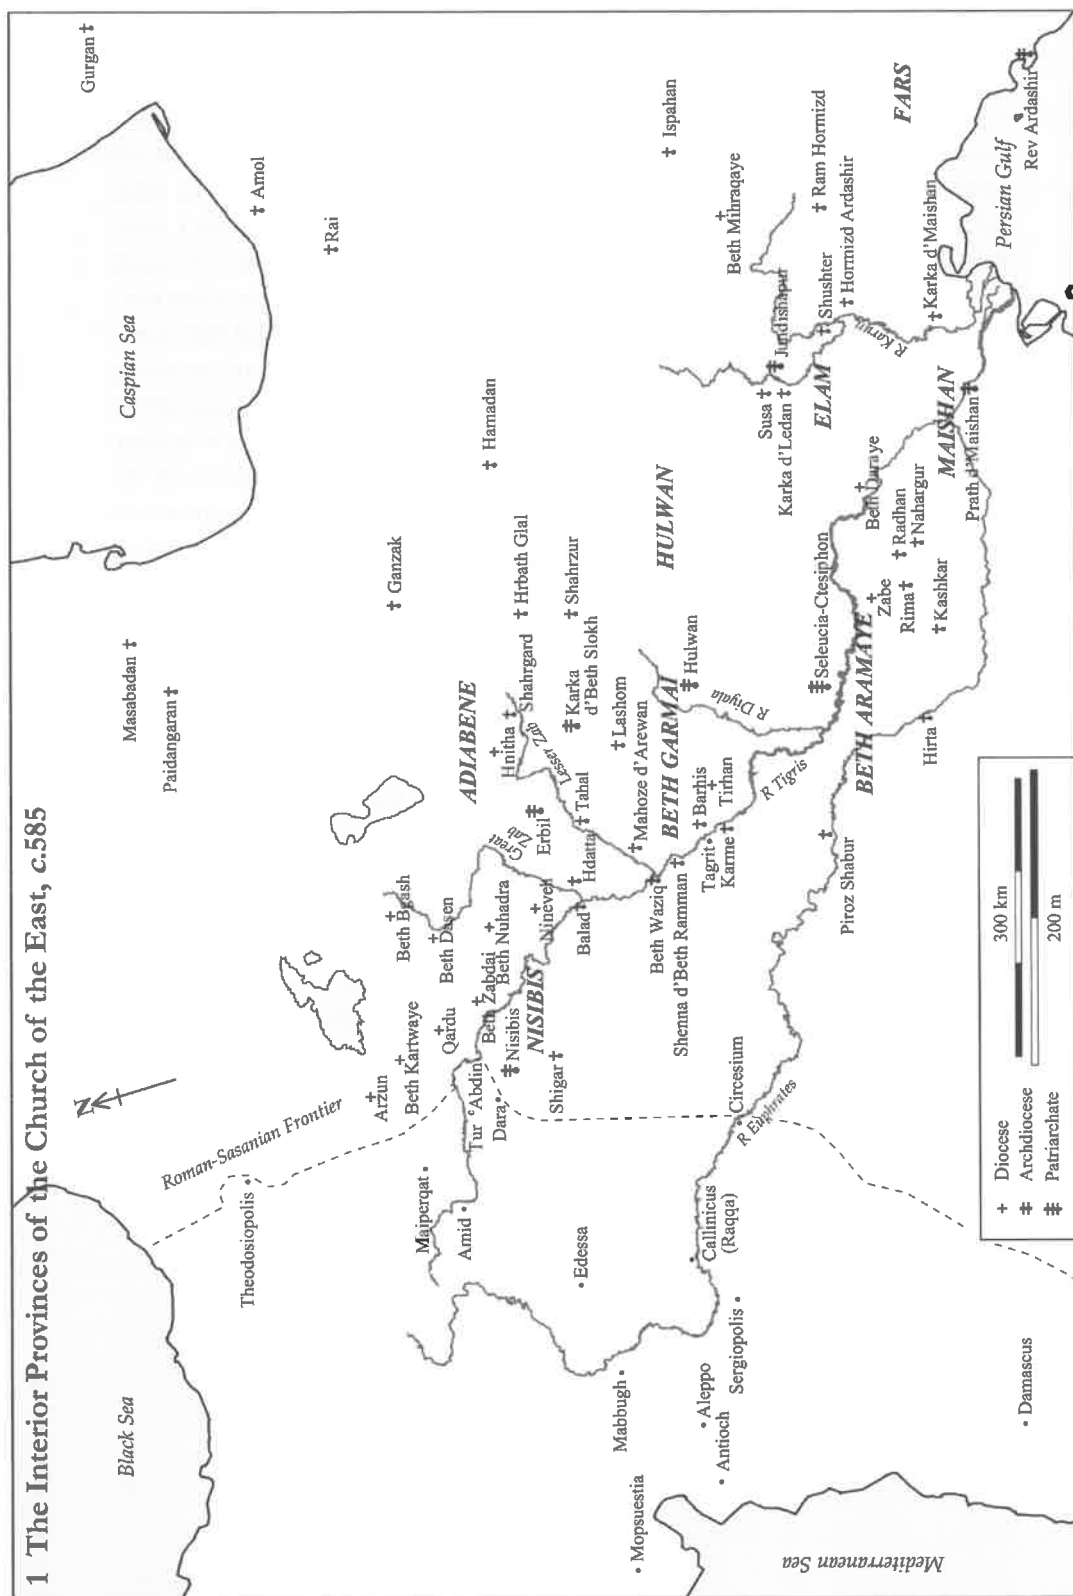 1 The Interior Provinces of the Church of the East, c.585
Black Sea
Caspian Sea
Gurgan
Amol
Rai
Masabadan
Paidangaran
Roman-Sasanian Frontier
Theodosiopolis
N
Ganzak
Hamadan
Maiperqat
Amid
Arzun
Beth Kartwaye
Qardu
Beth Bgash
Beth Dasen
Tur ʿAbdin
Dara
Beth Zabdai
Beth Nuhadra
Nisibis
NISIBIS
Shigar
Nineveh
Balad
Great Zab
Erbil
Hdatta
ADIABENE
Hnitha
Shahrgard
Lesser Zab
Tahal
Hrbath Glal
Shahrzur
Karka
d'Beth Slokh
Lashom
Mahoze d'Arewan
BETH GARMAI
Edessa
Mabbugh
Mopsuestia
Aleppo
Antioch
Sergiopolis
Callinicus
(Raqqa)
Circesium
R Euphrates
Beth Waziq
Shenna d'Beth Ramman
Tagrit
Karme
Barhis
Tirhan
R Tigris
R Diyala
Hulwan
HULWAN
Ispahan
Beth Mihraqaye
Jundishapur
Susa
Karka d'Ledan
ELAM
Shushter
Ram Hormizd
Hormizd Ardashir
R Karun
FARS
Piroz Shabur
Seleucia-Ctesiphon
BETH ARAMAYE
Zabe
Rima
Kashkar
Beth Daraye
Radhan
Nahargur
MAISHAN
Prath d'Maishan
Karka d'Maishan
Hirta
Persian Gulf
Rev Ardashir
Mediterranean Sea
Damascus
Diocese
Archdiocese
Patriarchate
300 km
200 m